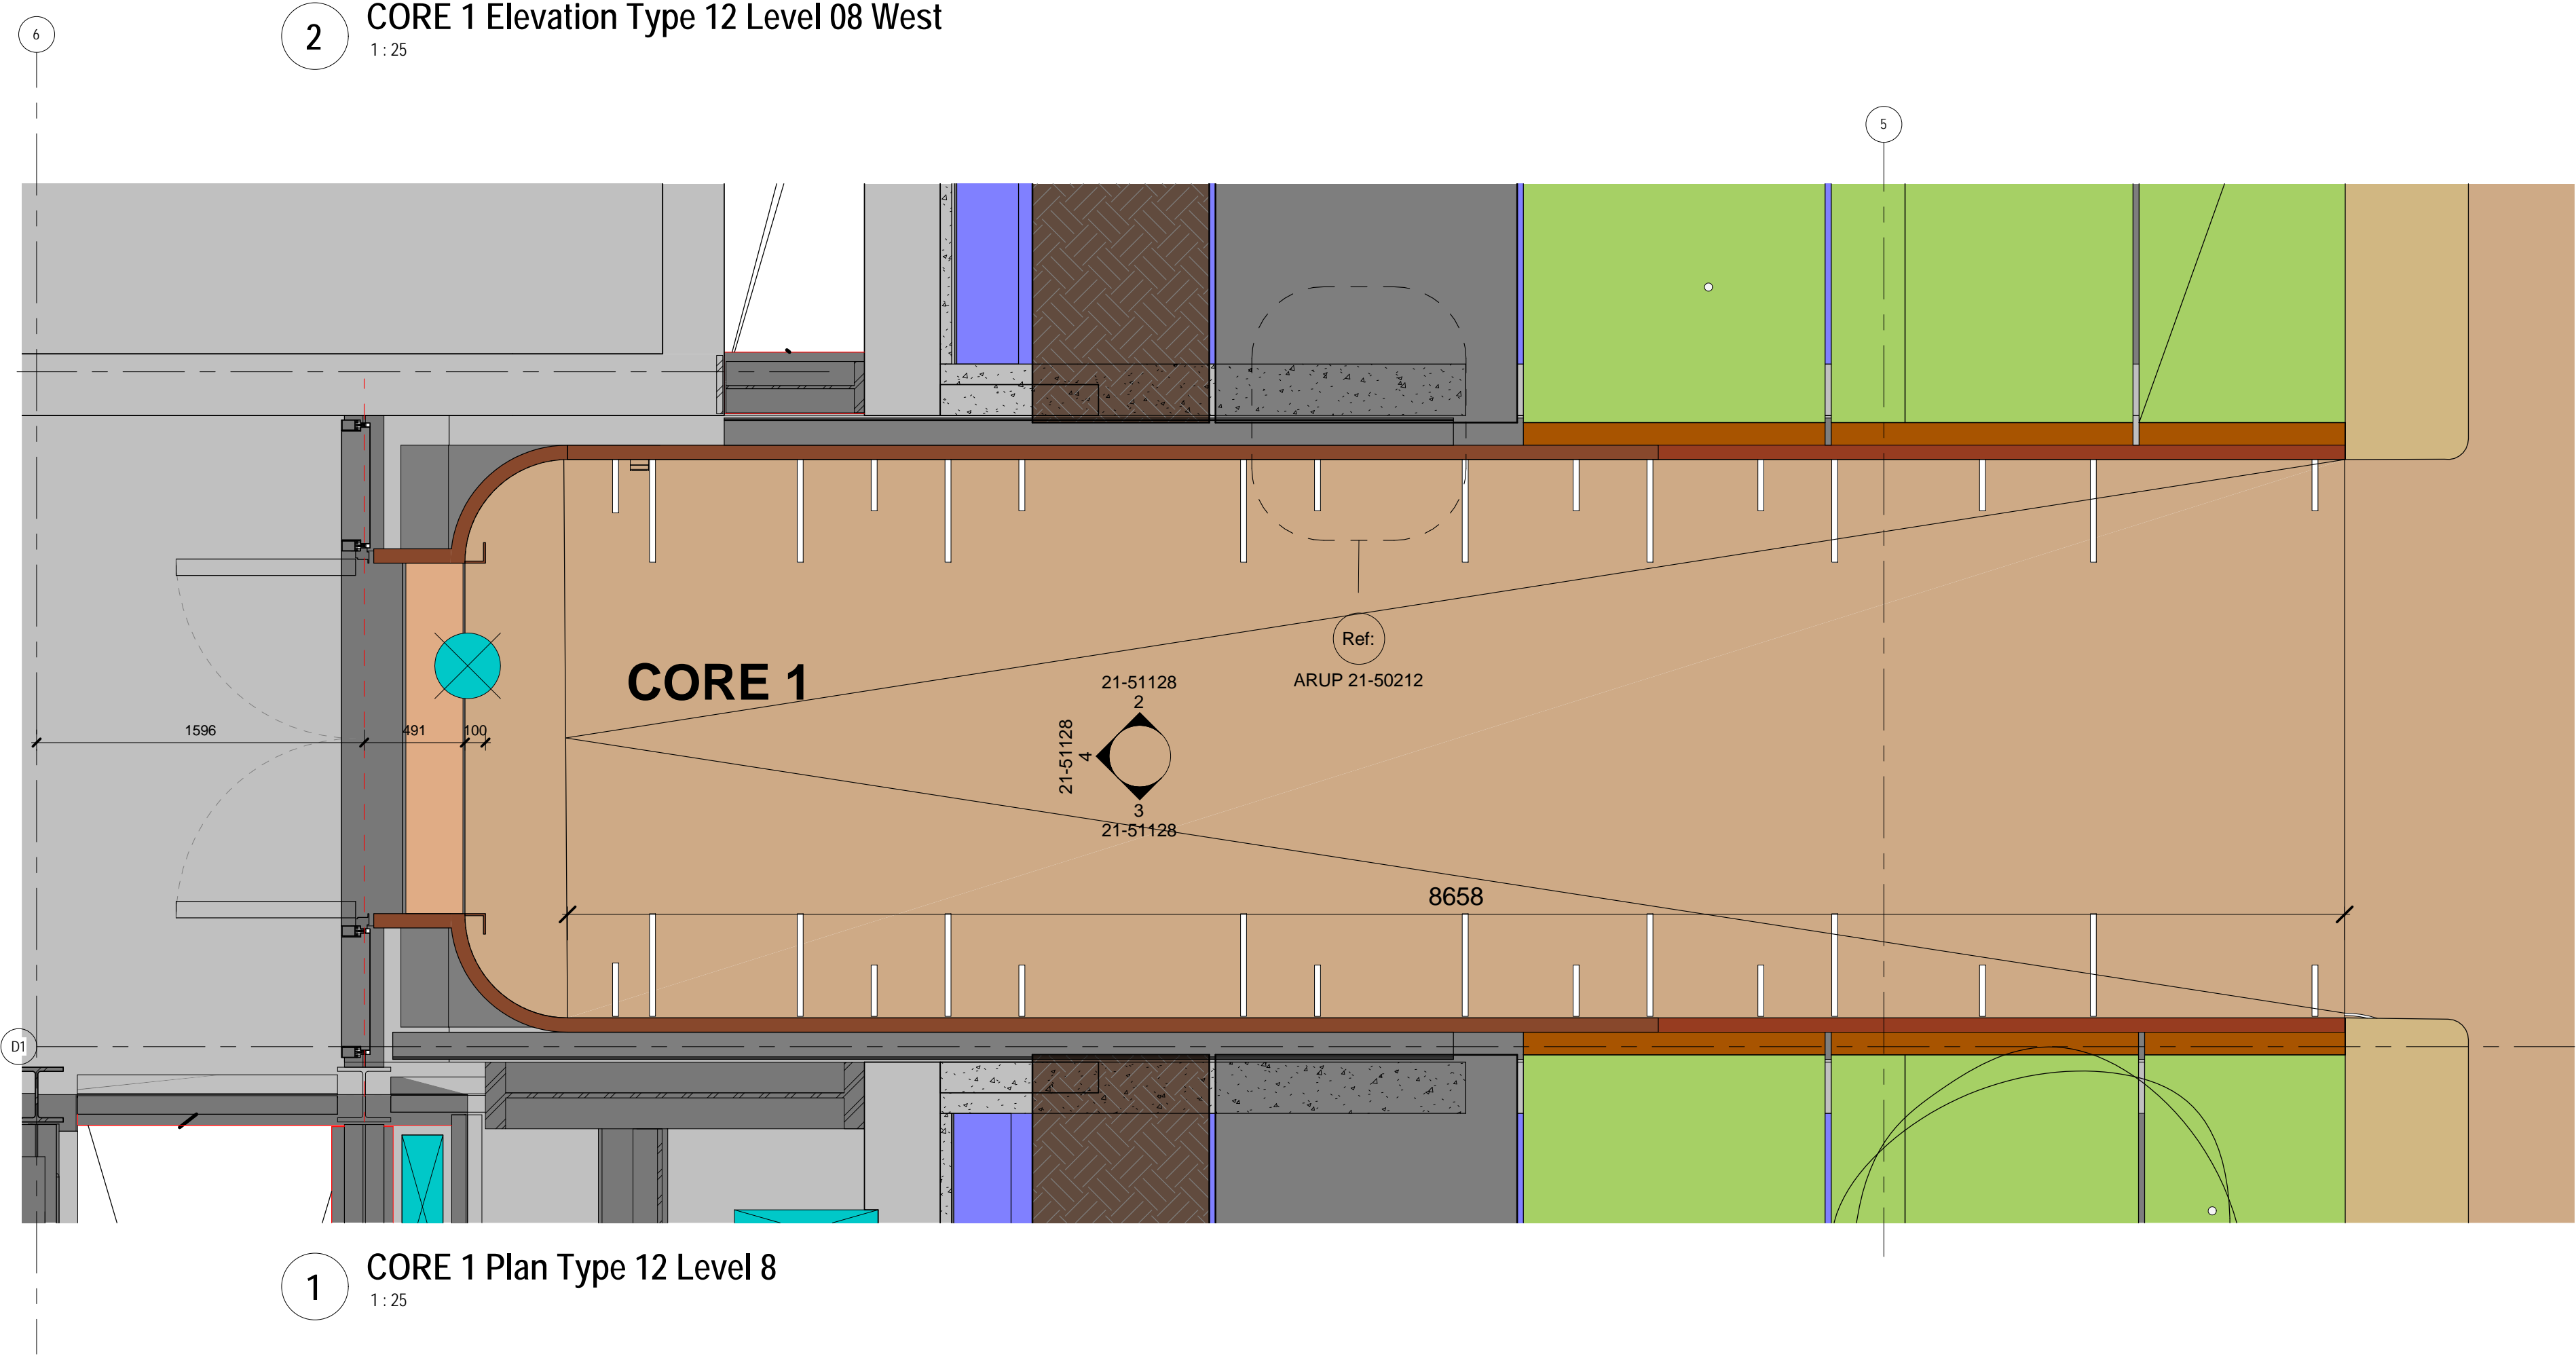 2
CORE 1 Elevation Type 12 Level 08 West
1 : 25
6
5
Ref:
ARUP 21-50212
CORE 1
21-51128
2
21-51128
4
3
21-51128
1596
491
100
8658
D1
1
CORE 1 Plan Type 12 Level 8
1 : 25